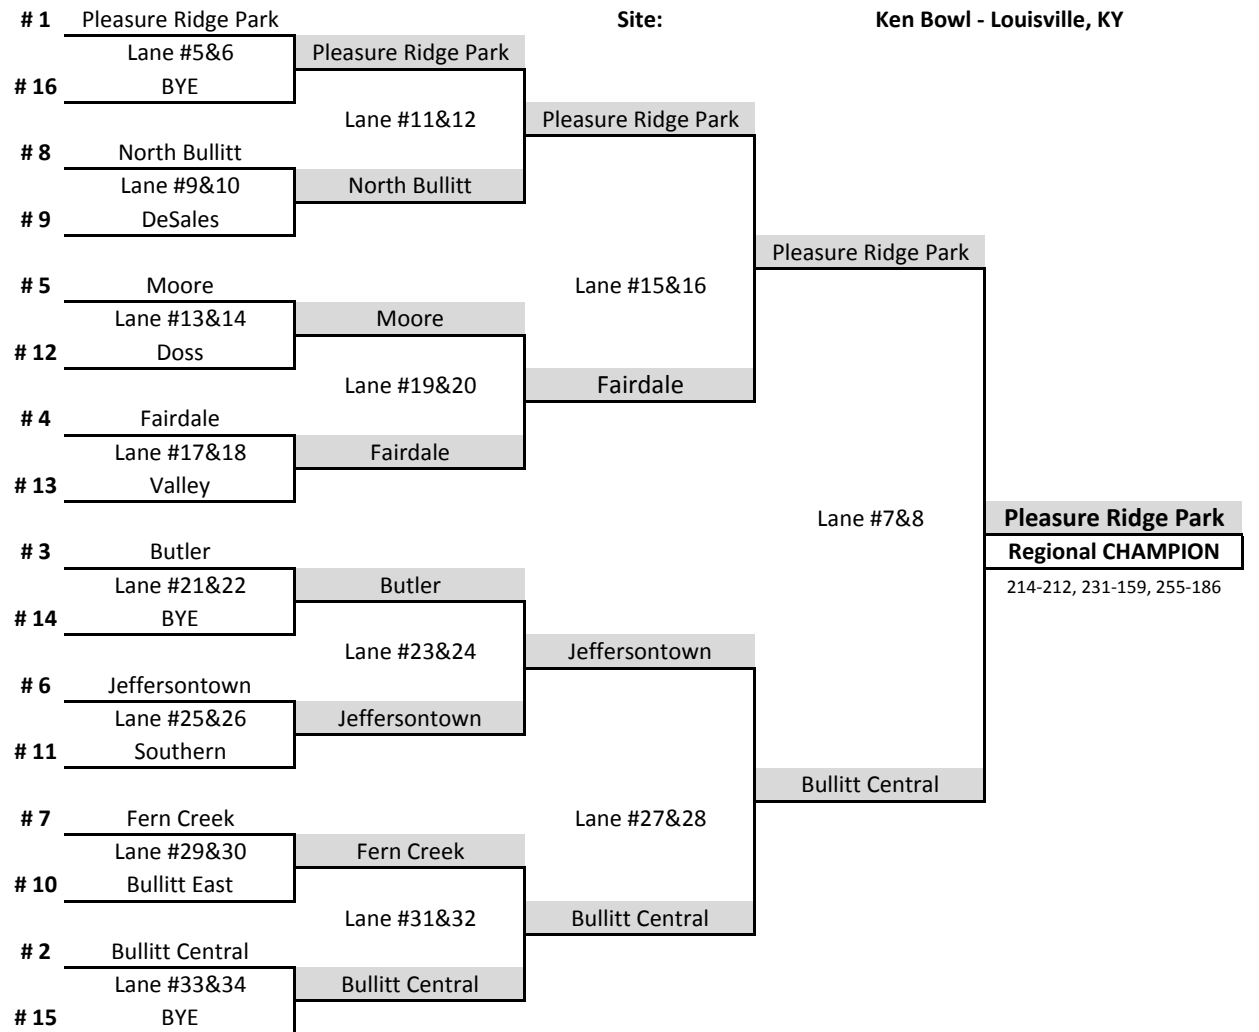 # 1 Pleasure Ridge Park Site: Ken Bowl - Louisville, KY
Lane #5&6 Pleasure Ridge Park
# 16 BYE
Lane #11&12 Pleasure Ridge Park
# 8 North Bullitt
Lane #9&10 North Bullitt
# 9 DeSales
Pleasure Ridge Park
# 5 Moore Lane #15&16
Lane #13&14 Moore
# 12 Doss
Lane #19&20 Fairdale
# 4 Fairdale
Lane #17&18 Fairdale
# 13 Valley
Lane #7&8 Pleasure Ridge Park
# 3 Butler Regional CHAMPION
Lane #21&22 Butler 214-212, 231-159, 255-186
# 14 BYE
Lane #23&24 Jeffersontown
# 6 Jeffersontown
Lane #25&26 Jeffersontown
# 11 Southern
Bullitt Central
# 7 Fern Creek Lane #27&28
Lane #29&30 Fern Creek
# 10 Bullitt East
Lane #31&32 Bullitt Central
# 2 Bullitt Central
Lane #33&34 Bullitt Central
# 15 BYE